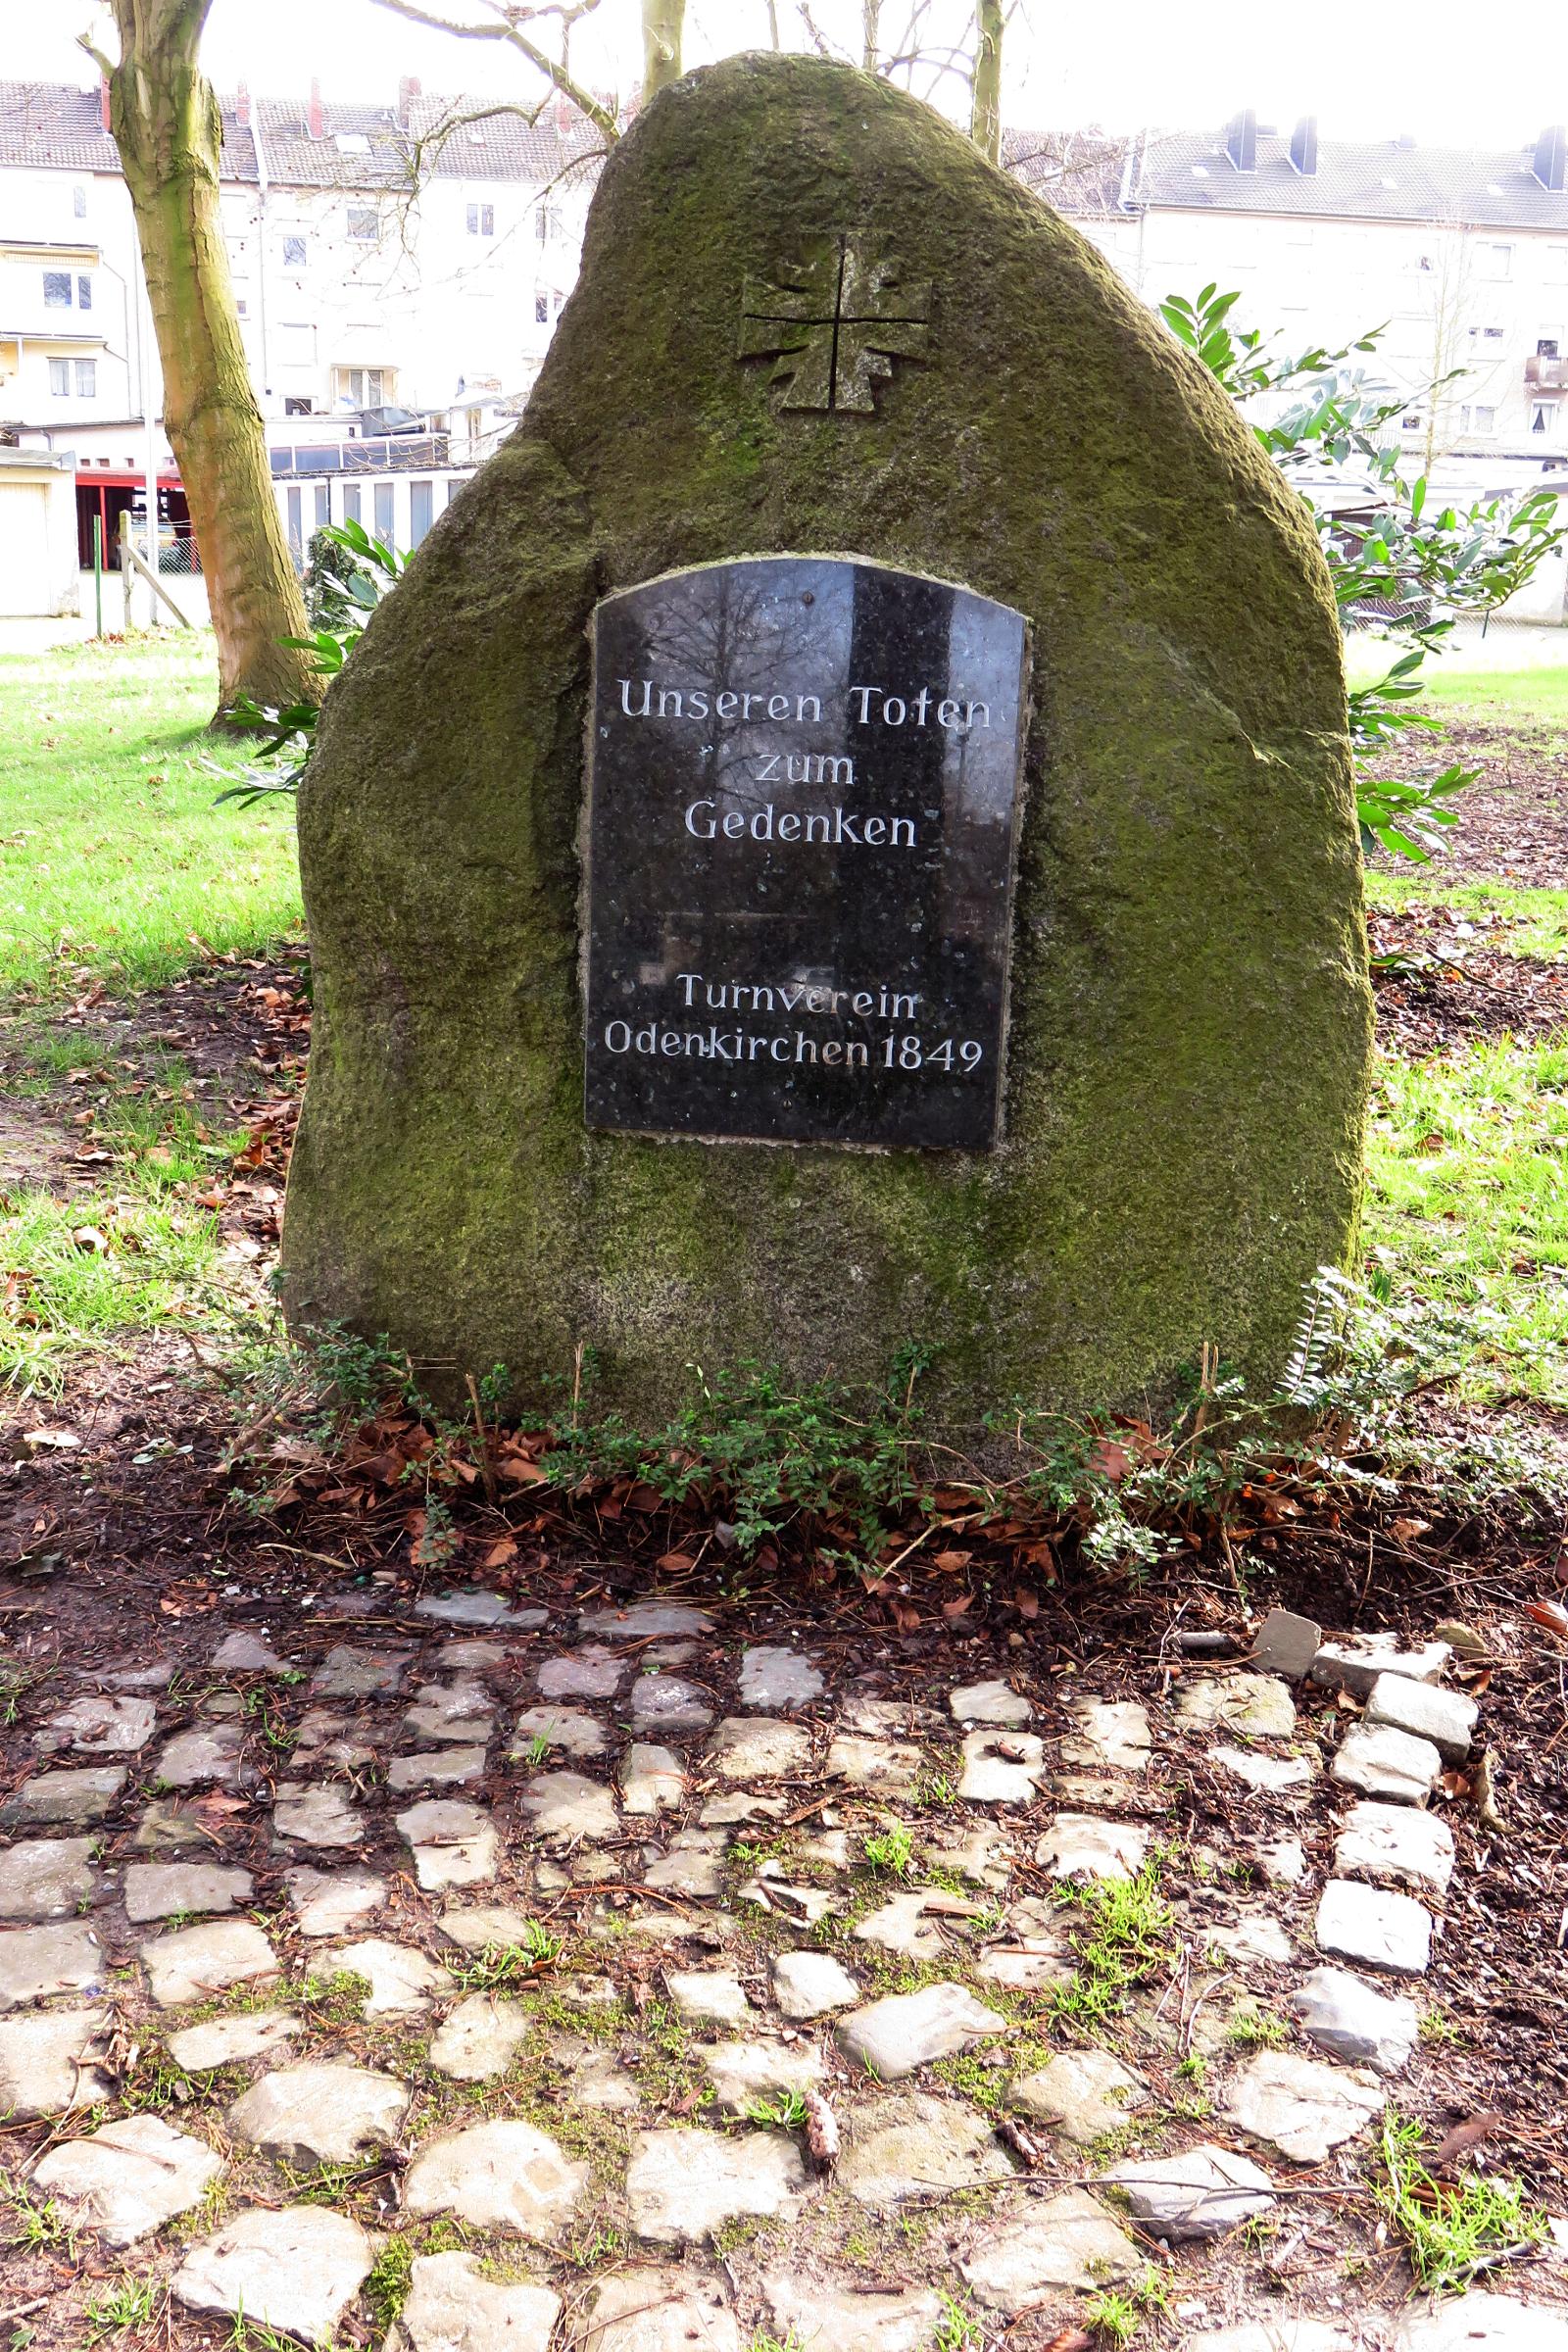 Unseren Toten
zum
Gedenken
Turnverein
Odenkirchen 1849